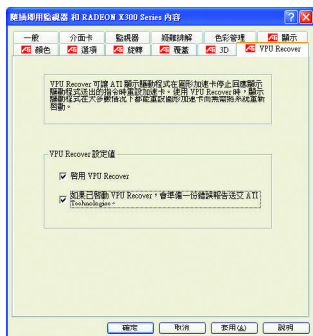 隨插即用監視器 和 RADEON X300 Series 內容
一般 介面卡 監視器 疑難排解 色彩管理 顯示
顏色 選項 旋轉 覆蓋 3D VPU Recover
VPU Recover 可讓 ATI 顯示驅動程式在圖形加速卡停止回應顯示
驅動程式送出的指令時重設加速卡。使用 VPU Recover 時，顯示
驅動程式在大多數情況下都能重設圖形加速卡而無需將系統重新
啟動。
VPU Recover 設定值
啟用 VPU Recover
如果已啟動 VPU Recover，會準備一份錯誤報告送交 ATI
Technologies。
確定 取消 套用(A) 說明